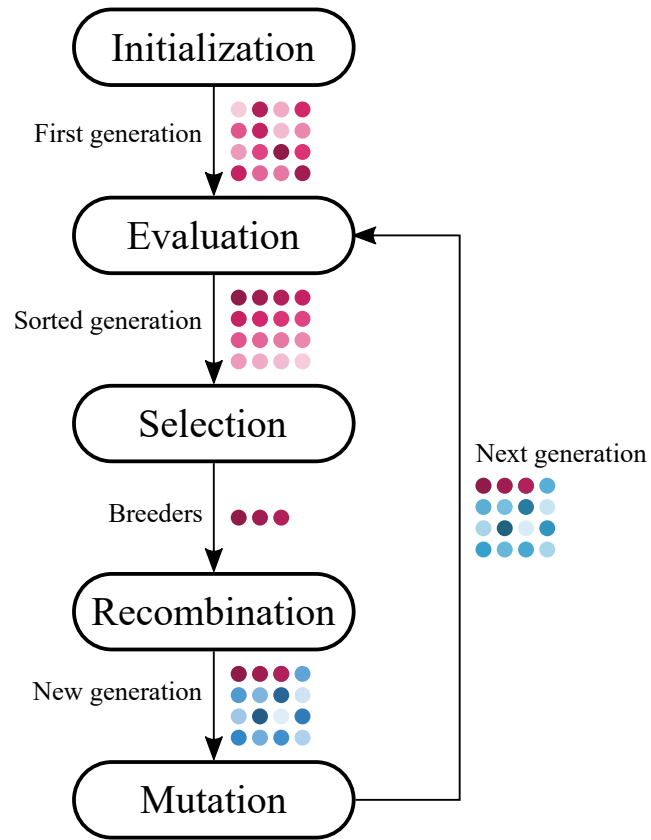 Initialization
First generation
Evaluation
Sorted generation
Selection
Next generation
Breeders
Recombination
New generation
Mutation